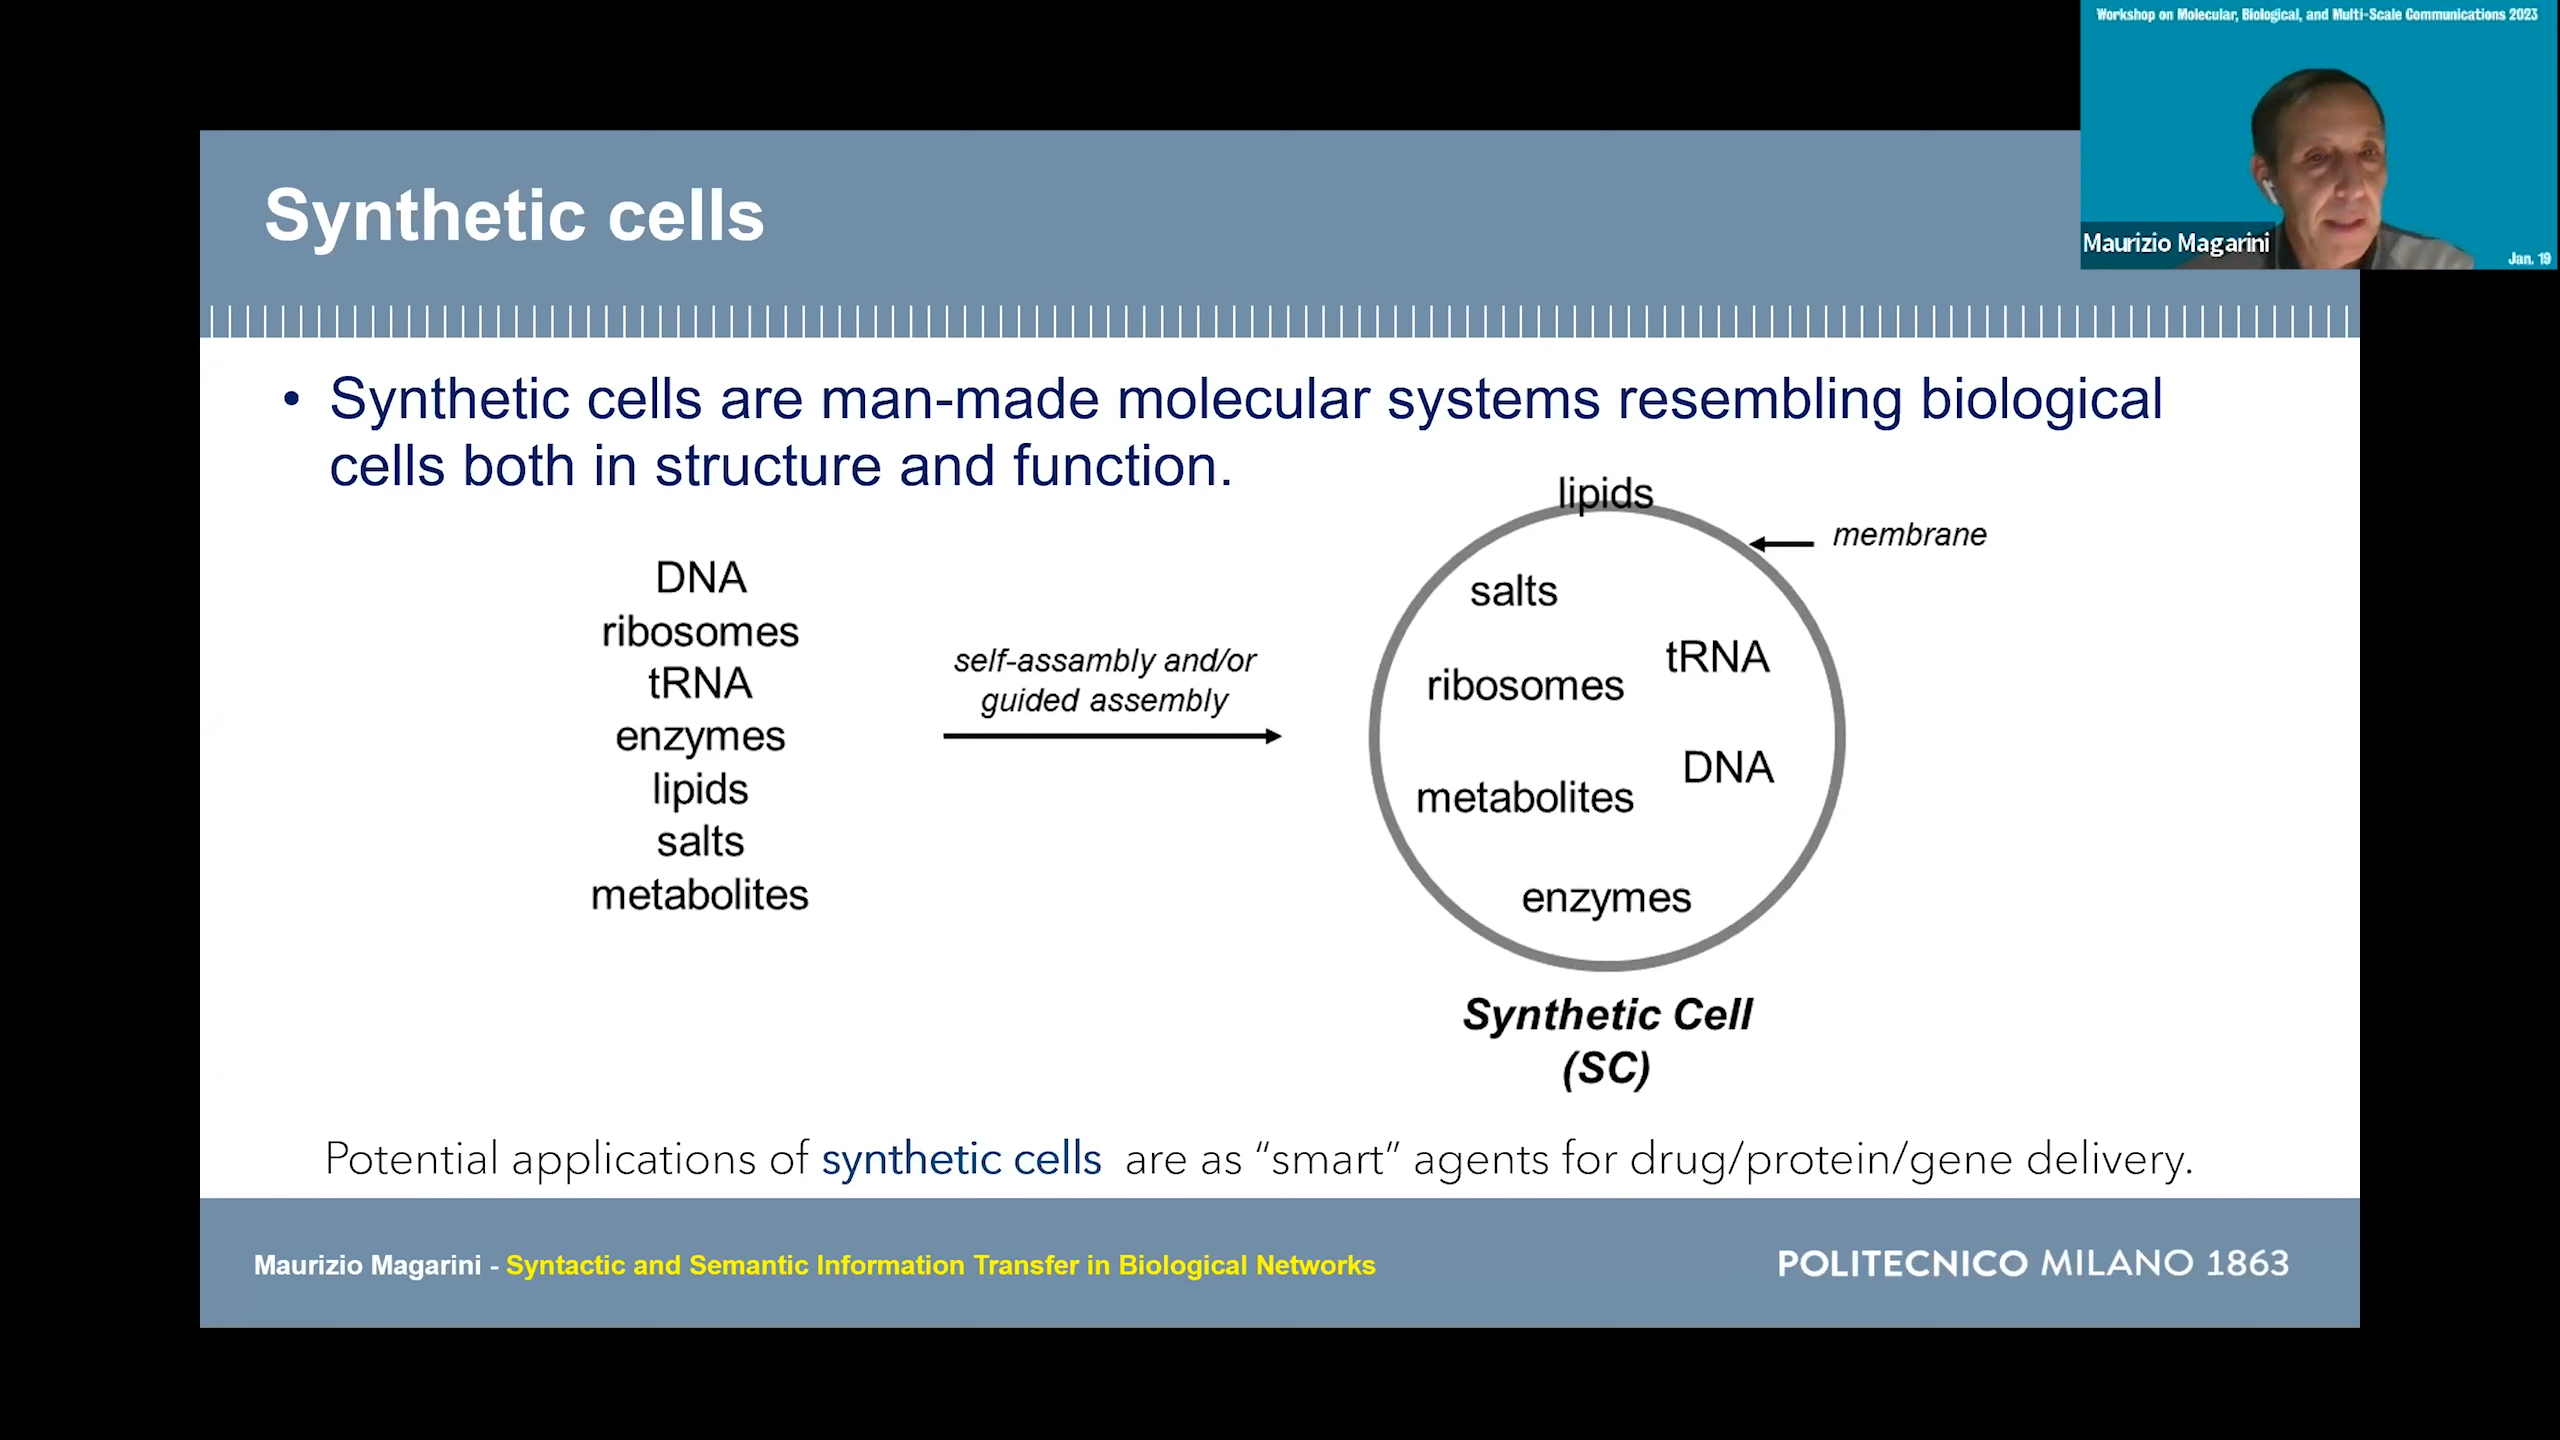 Workshop on Molecular, Biological, and Multi-Scale Communications 2023
Maurizio Magarini
Jan. 19
Synthetic cells
• Synthetic cells are man-made molecular systems resembling biological
cells both in structure and function.
DNA
ribosomes
tRNA
enzymes
lipids
salts
metabolites
self-assambly and/or
guided assembly
lipids
membrane
salts
tRNA
ribosomes
DNA
metabolites
enzymes
Synthetic Cell
(SC)
Potential applications of synthetic cells are as “smart” agents for drug/protein/gene delivery.
Maurizio Magarini - Syntactic and Semantic Information Transfer in Biological Networks
POLITECNICO MILANO 1863